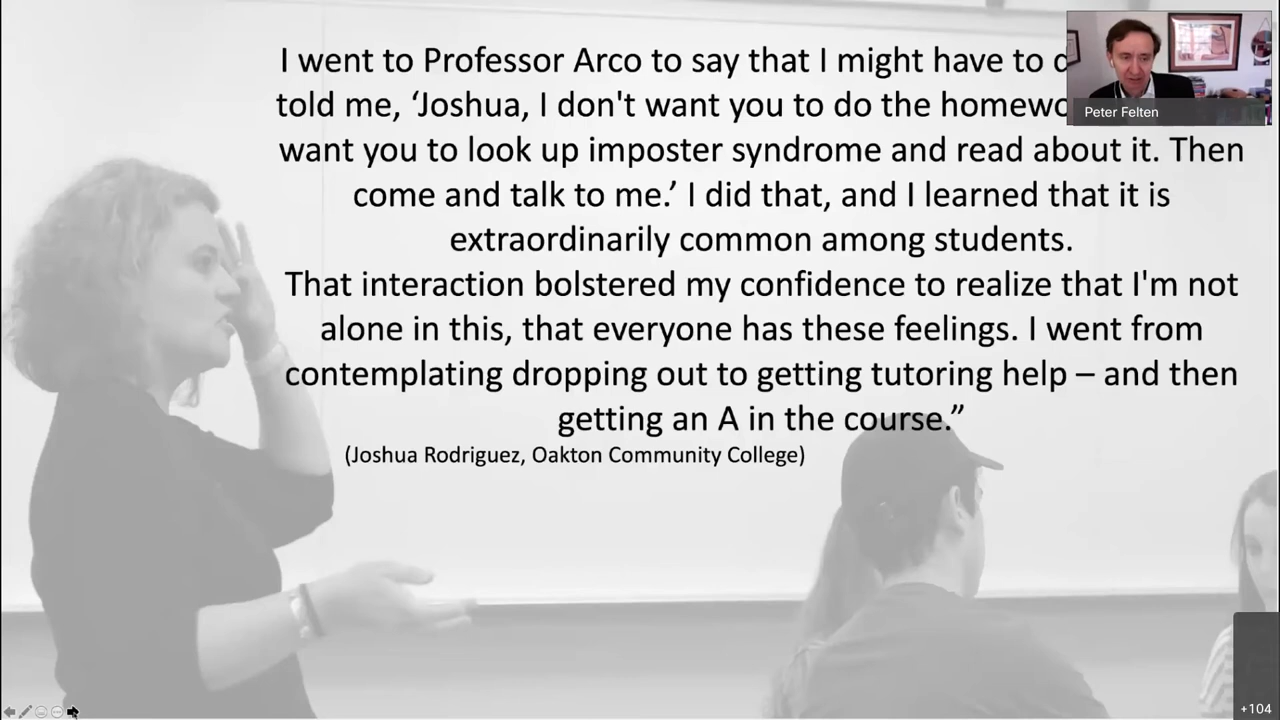 I went to Professor Arco to say that I might have to
told me, ‘Joshua, I don't want you to do the
want you to look up imposter syndrome and read about it. Then
come and talk to me.’ I did that, and I learned that it is
extraordinarily common among students.
That interaction bolstered my confidence to realize that I'm not
alone in this, that everyone has these feelings. I went from
contemplating dropping out to getting tutoring help – and then
getting an A in the course.”
(Joshua Rodriguez, Oakton Community College)
Peter Felten
+104